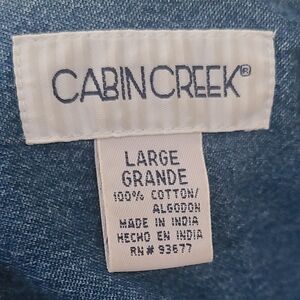 CABIN CREEK®
LARGE
GRANDE
100% COTTON/
ALGODON
MADE IN INDIA
HECHO EN INDIA
RN# 93677